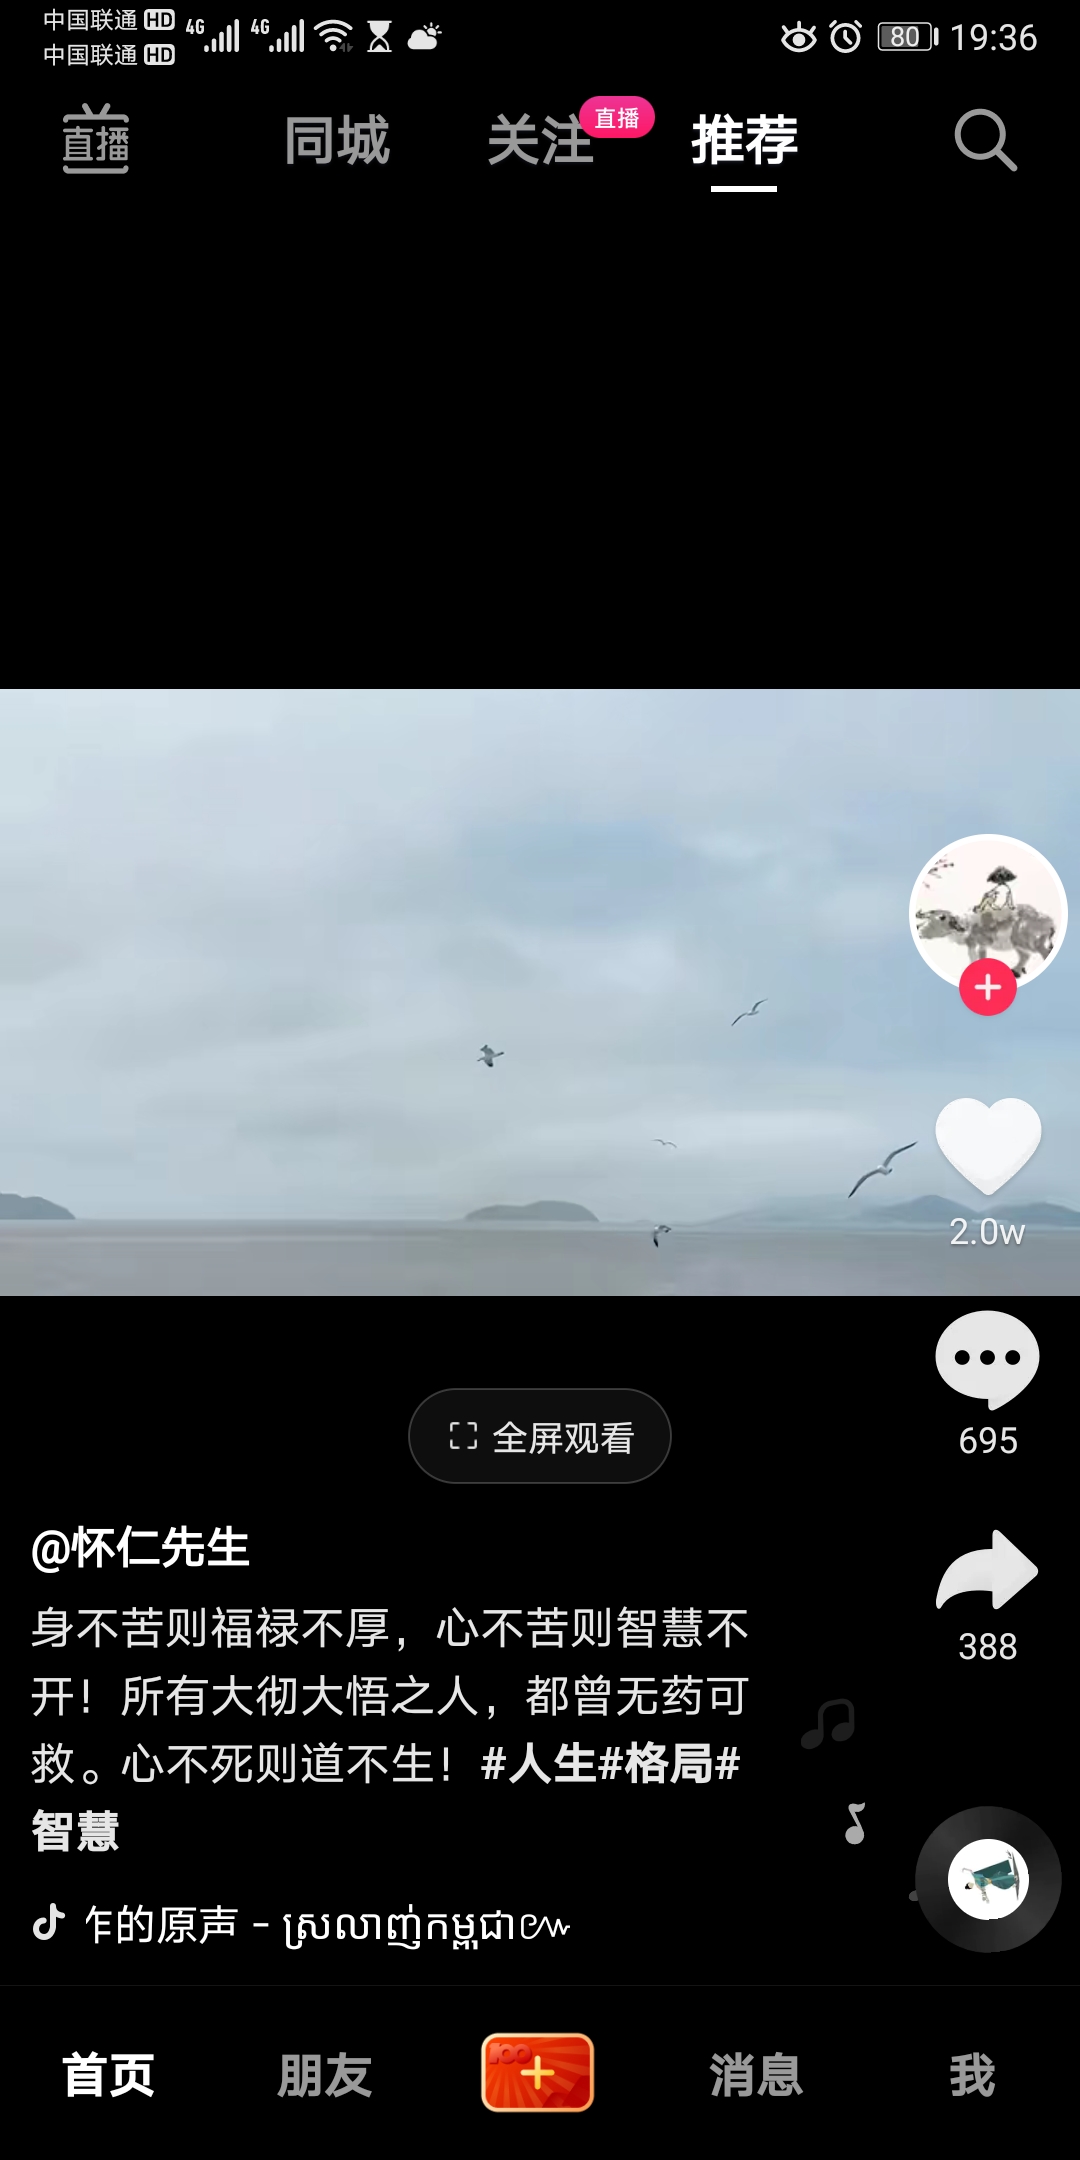 中国联通 HD 4G 4G 80 19:36
中国联通 HD
直播 同城 关注 直播 推荐
2.0w
695
全屏观看
@怀仁先生
388
身不苦则福禄不厚，心不苦则智慧不
开！所有大彻大悟之人，都曾无药可
救。心不死则道不生！#人生#格局#
智慧
作的原声 - ស្រលាញ់កម្ពុជា៚
首页 朋友 100 消息 我